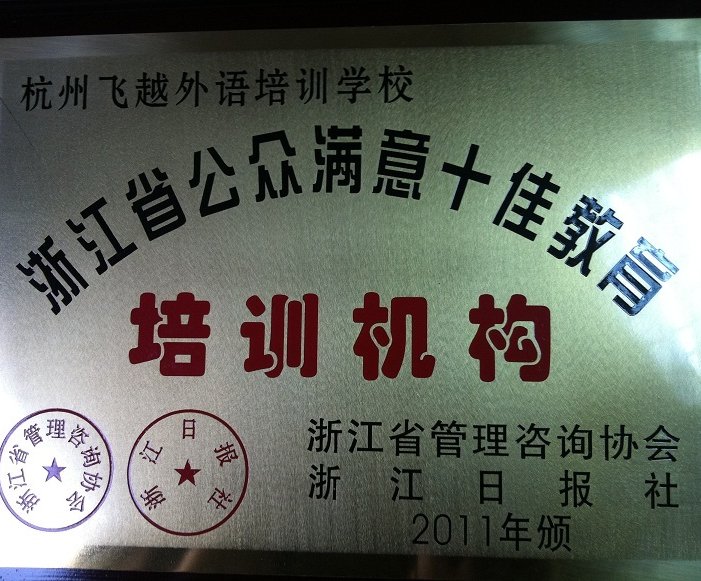 杭州飞越外语培训学校
浙江省公众满意十佳教育
培训机构
浙江省管理咨询协会
浙江日报社
浙江省管理咨询协会
浙江日报社
2011年颁